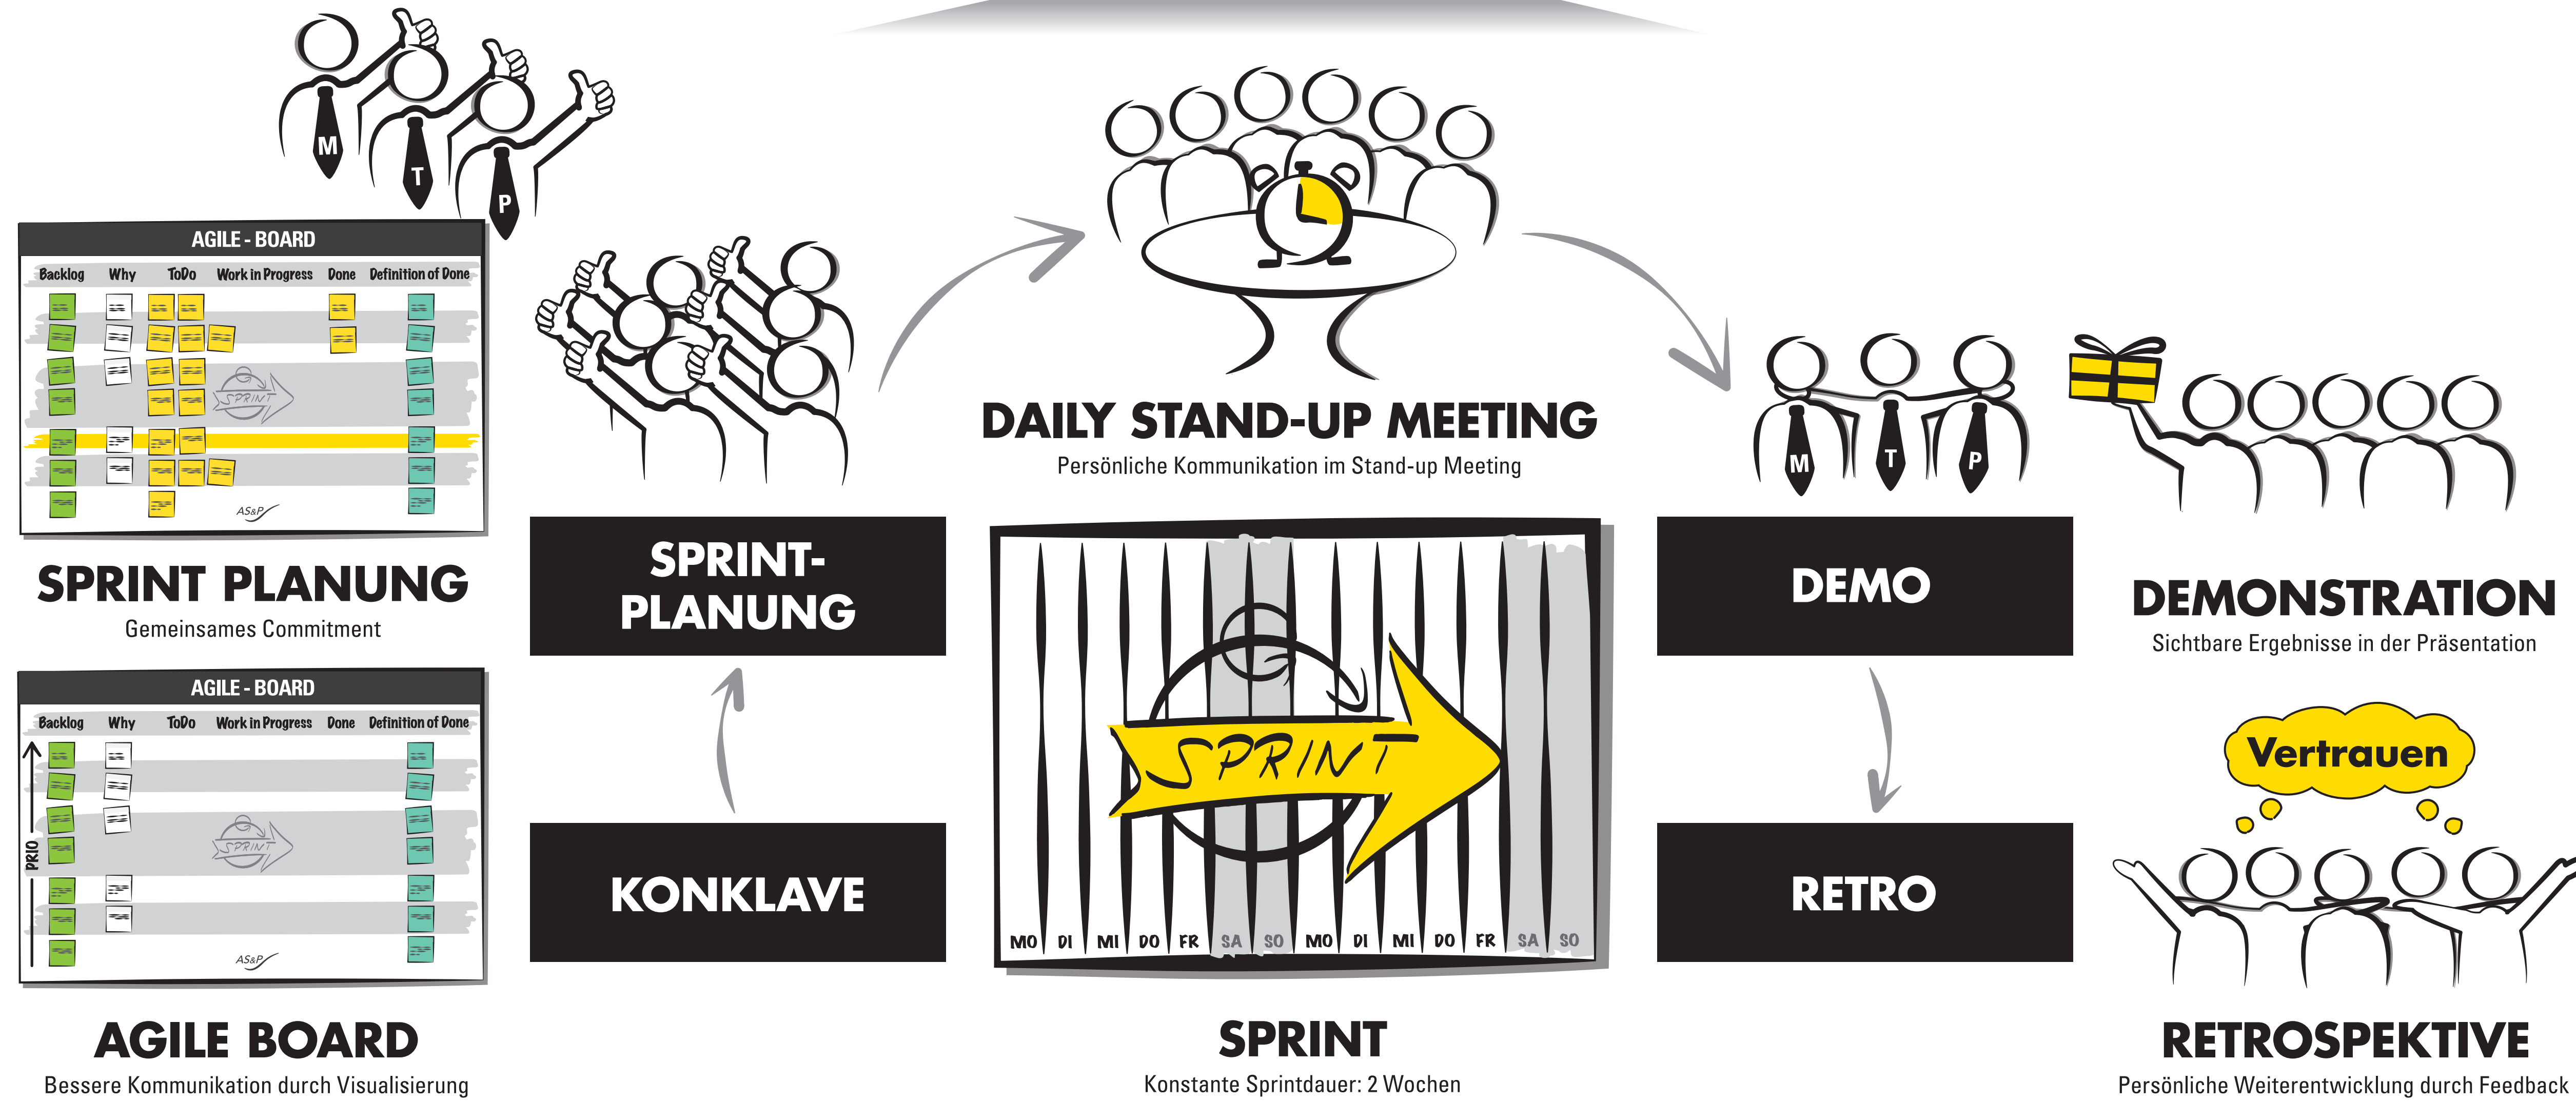 M
T
P
AGILE - BOARD
Backlog Why ToDo Work in Progress Done Definition of Done
SPRINT
AS&P
SPRINT PLANUNG
Gemeinsames Commitment
AGILE - BOARD
Backlog Why ToDo Work in Progress Done Definition of Done
PRIO
SPRINT
AS&P
AGILE BOARD
Bessere Kommunikation durch Visualisierung
SPRINT-
PLANUNG
KONKLAVE
DAILY STAND-UP MEETING
Persönliche Kommunikation im Stand-up Meeting
SPRINT
MO DI MI DO FR SA SO MO DI MI DO FR SA SO
SPRINT
Konstante Sprintdauer: 2 Wochen
M T P
DEMO
RETRO
DEMONSTRATION
Sichtbare Ergebnisse in der Präsentation
Vertrauen
RETROSPEKTIVE
Persönliche Weiterentwicklung durch Feedback